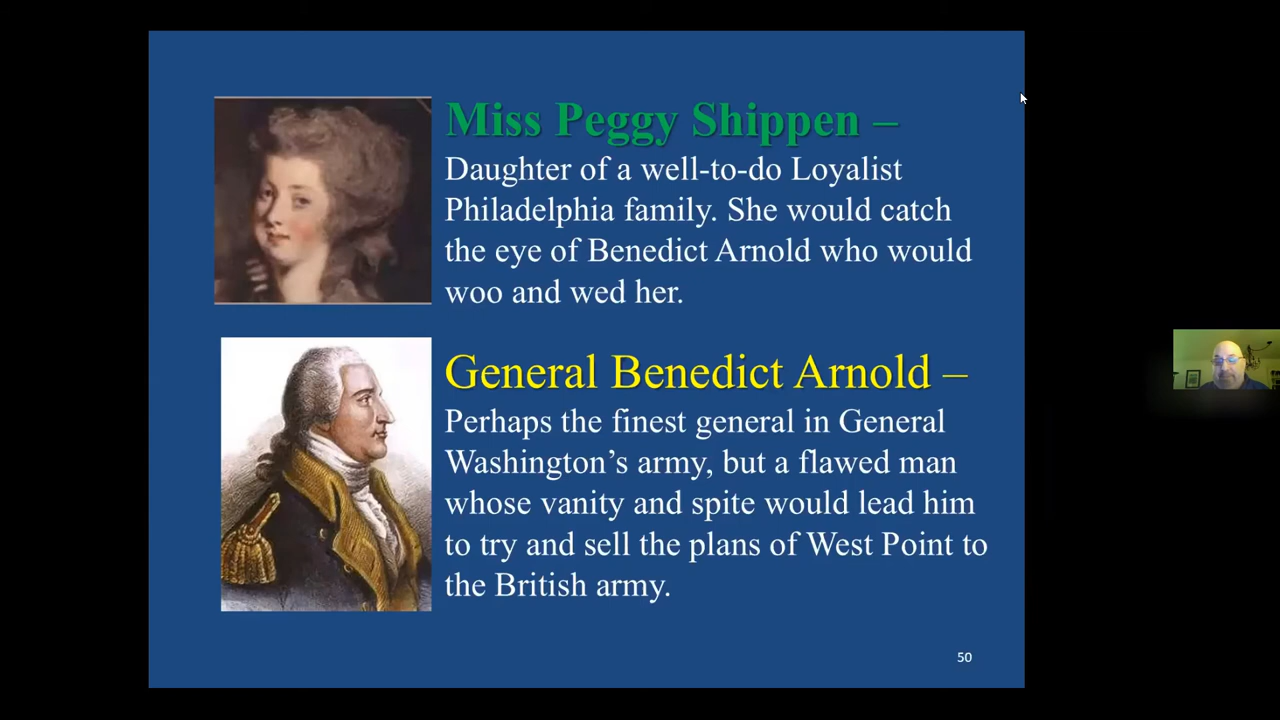 Miss Peggy Shippen –
Daughter of a well-to-do Loyalist
Philadelphia family. She would catch
the eye of Benedict Arnold who would
woo and wed her.
General Benedict Arnold –
Perhaps the finest general in General
Washington’s army, but a flawed man
whose vanity and spite would lead him
to try and sell the plans of West Point to
the British army.
50